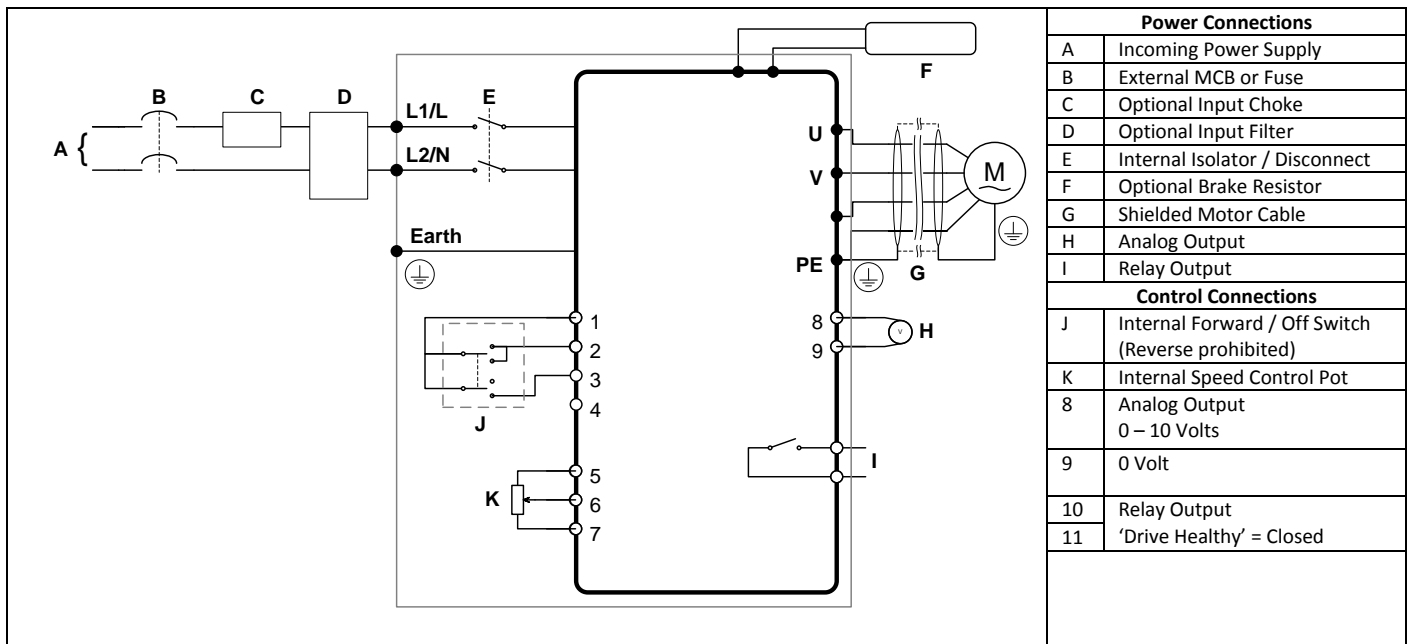 F
B
C
D
L1/L
E
A {
L2/N
U
V
M
Earth
PE
G
1
2
3
4
J
8
9
V
H
5
6
7
K
I
Power Connections
A Incoming Power Supply
B External MCB or Fuse
C Optional Input Choke
D Optional Input Filter
E Internal Isolator / Disconnect
F Optional Brake Resistor
G Shielded Motor Cable
H Analog Output
I Relay Output
Control Connections
J Internal Forward / Off Switch
(Reverse prohibited)
K Internal Speed Control Pot
8 Analog Output
0 – 10 Volts
9 0 Volt
10 Relay Output
11 ‘Drive Healthy’ = Closed